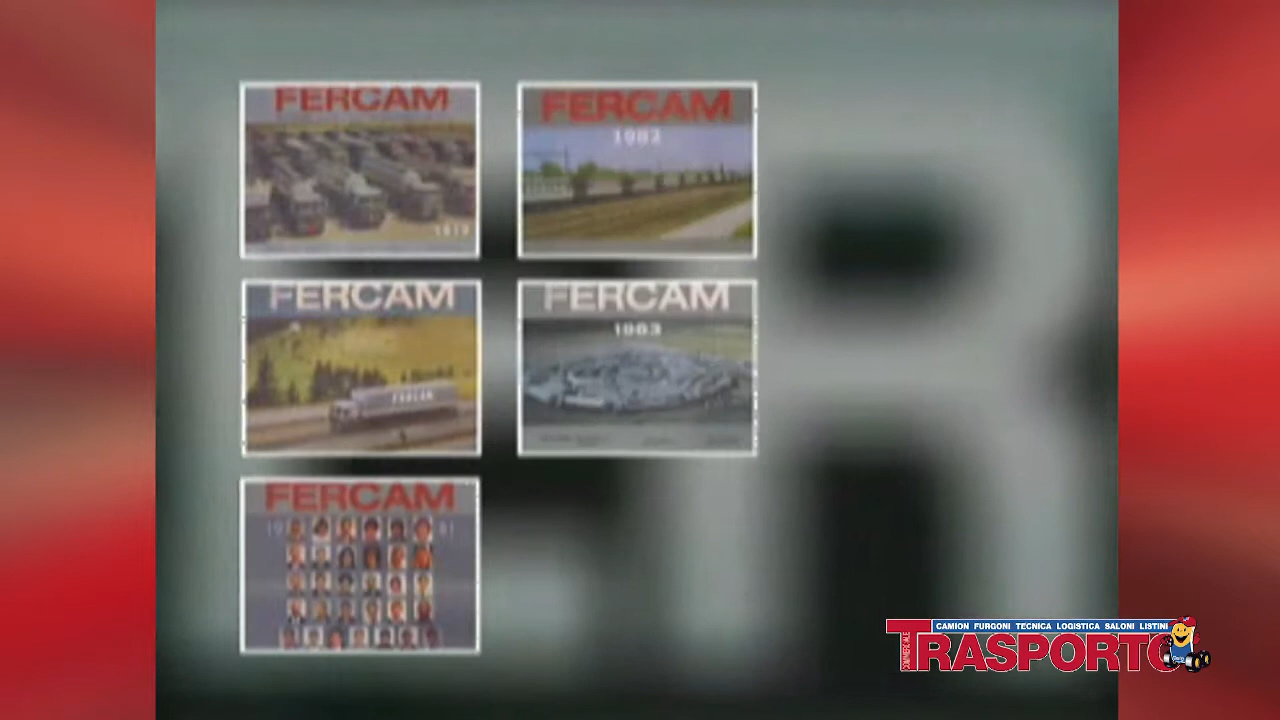 FERCAM
FERCAM
1982
FERCAM
FERCAM
1983
FERCAM
CAMION FURGONI TECNICA LOGISTICA SALONI LISTINI
TRASPORTO